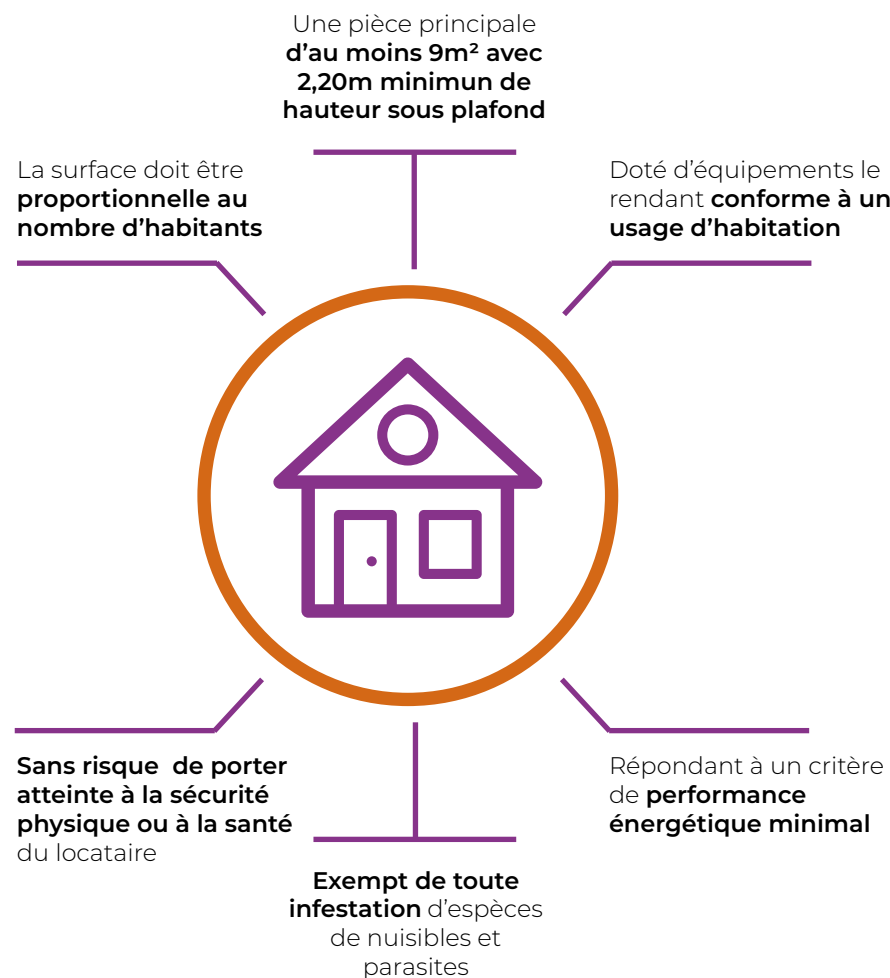 Une pièce principale
d'au moins 9m² avec
2,20m minimun de
hauteur sous plafond
La surface doit être
proportionnelle au
nombre d'habitants
Doté d'équipements le
rendant conforme à un
usage d'habitation
Sans risque de porter
atteinte à la sécurité
physique ou à la santé
du locataire
Exempt de toute
infestation d'espèces
de nuisibles et
parasites
Répondant à un critère
de performance
énergétique minimal